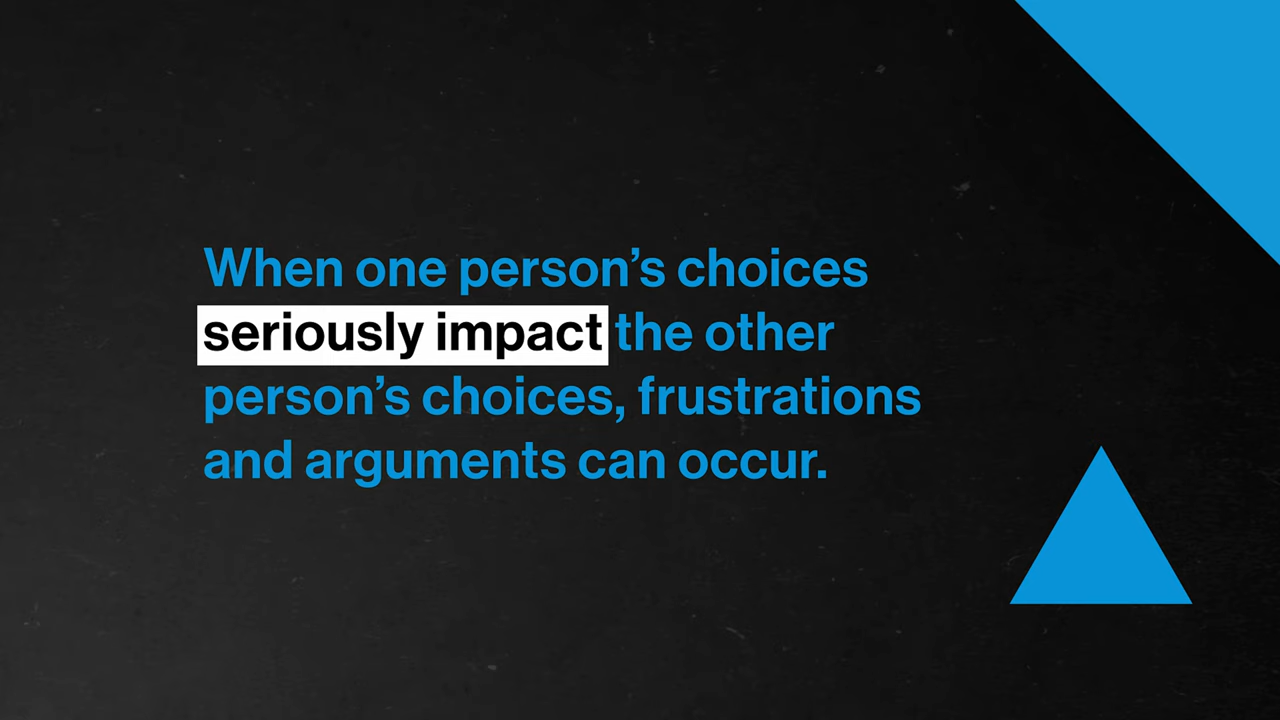 When one person’s choices
seriously impact the other
person’s choices, frustrations
and arguments can occur.